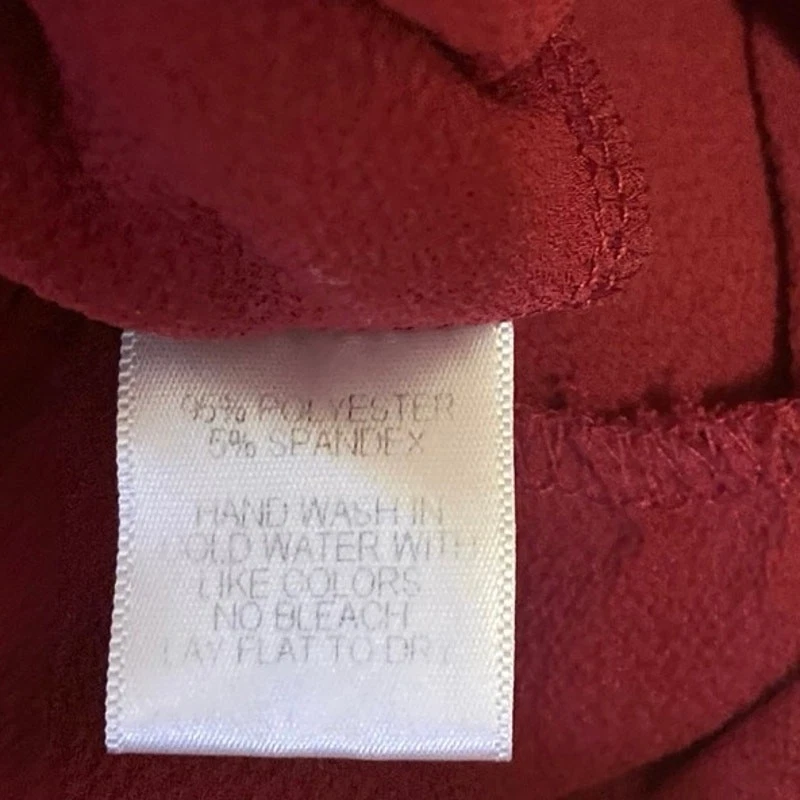 95% POLYESTER
5% SPANDEX
HAND WASH IN
COLD WATER WITH
LIKE COLORS
NO BLEACH
LAY FLAT TO DRY